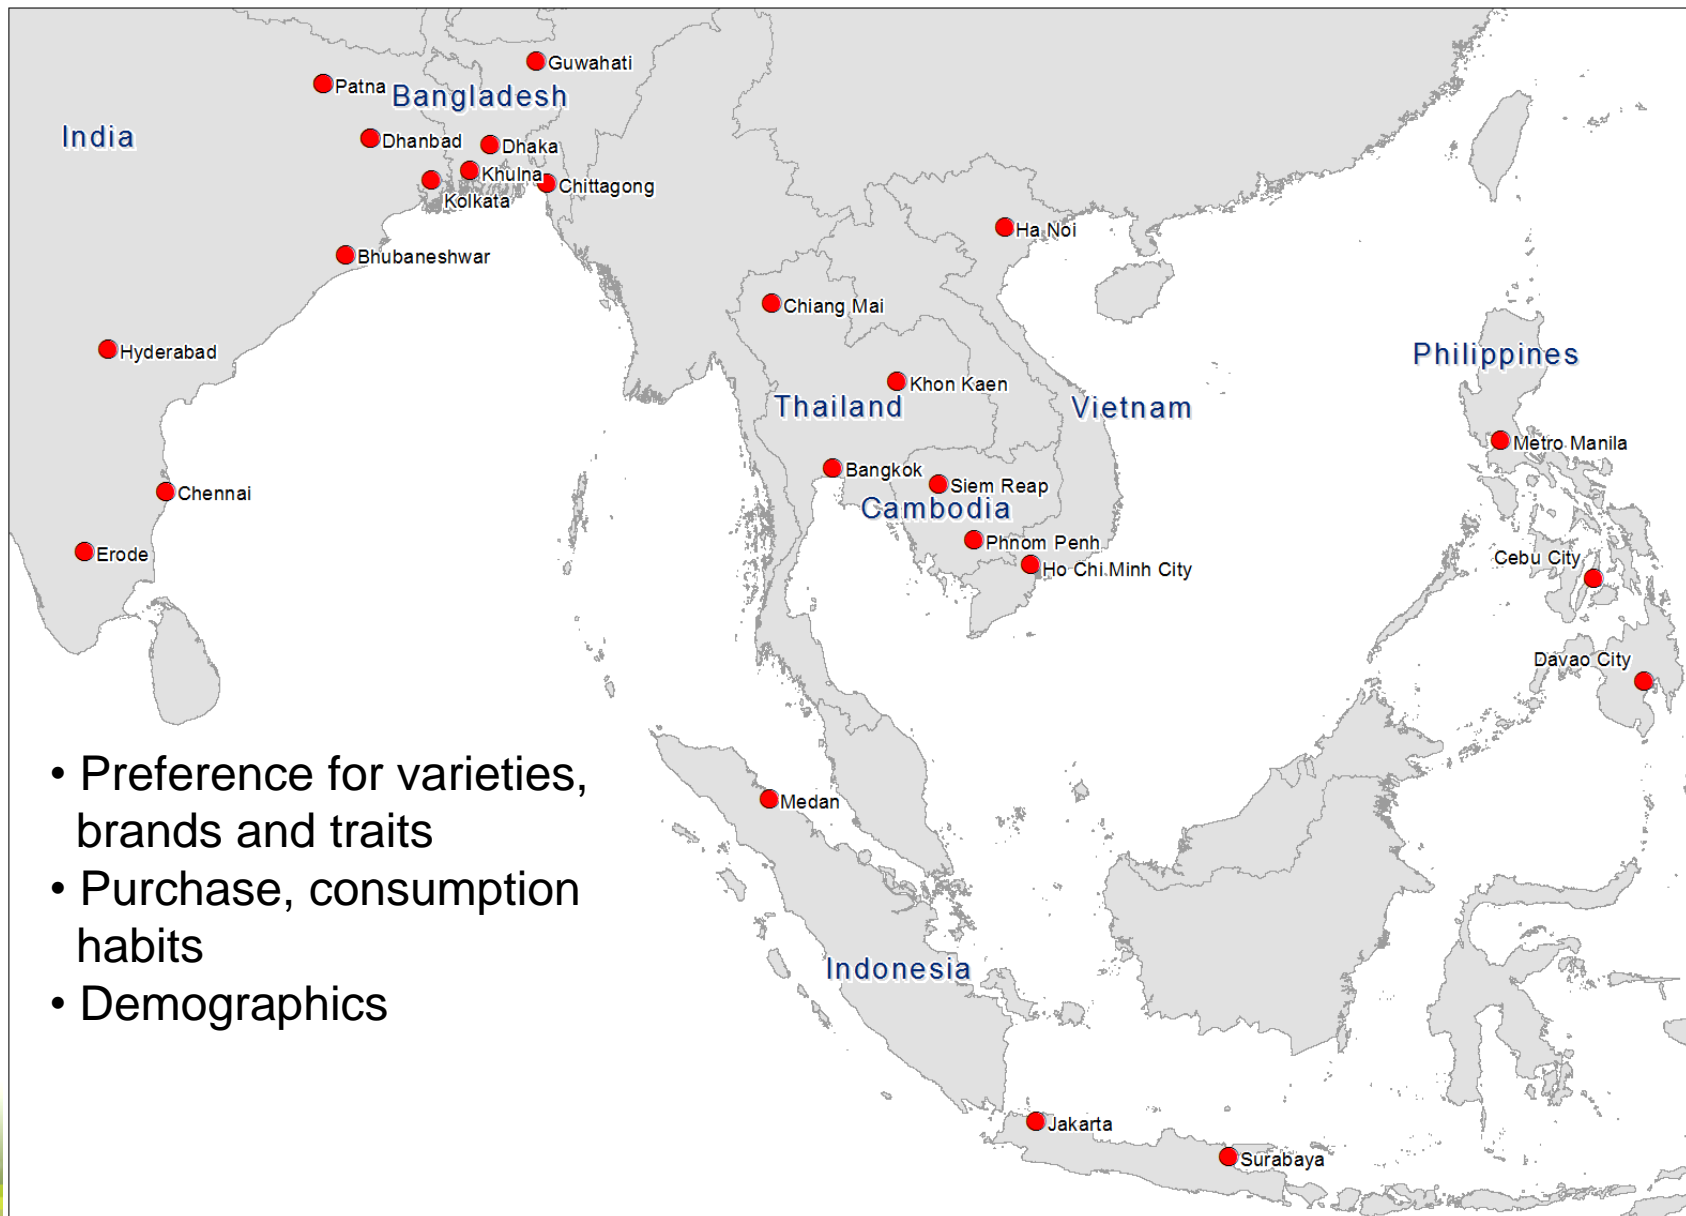 Guwahati
Patna
Bangladesh
India
Dhanbad
Dhaka
Khulna
Chittagong
Kolkata
Ha Noi
Bhubaneshwar
Chiang Mai
Hyderabad
Philippines
Khon Kaen
Thailand
Vietnam
Metro Manila
Bangkok
Siem Reap
Chennai
Cambodia
Phnom Penh
Erode
Ho Chi Minh City
Cebu City
Davao City
• Preference for varieties,
brands and traits
• Purchase, consumption
habits
• Demographics
Medan
Indonesia
Jakarta
Surabaya